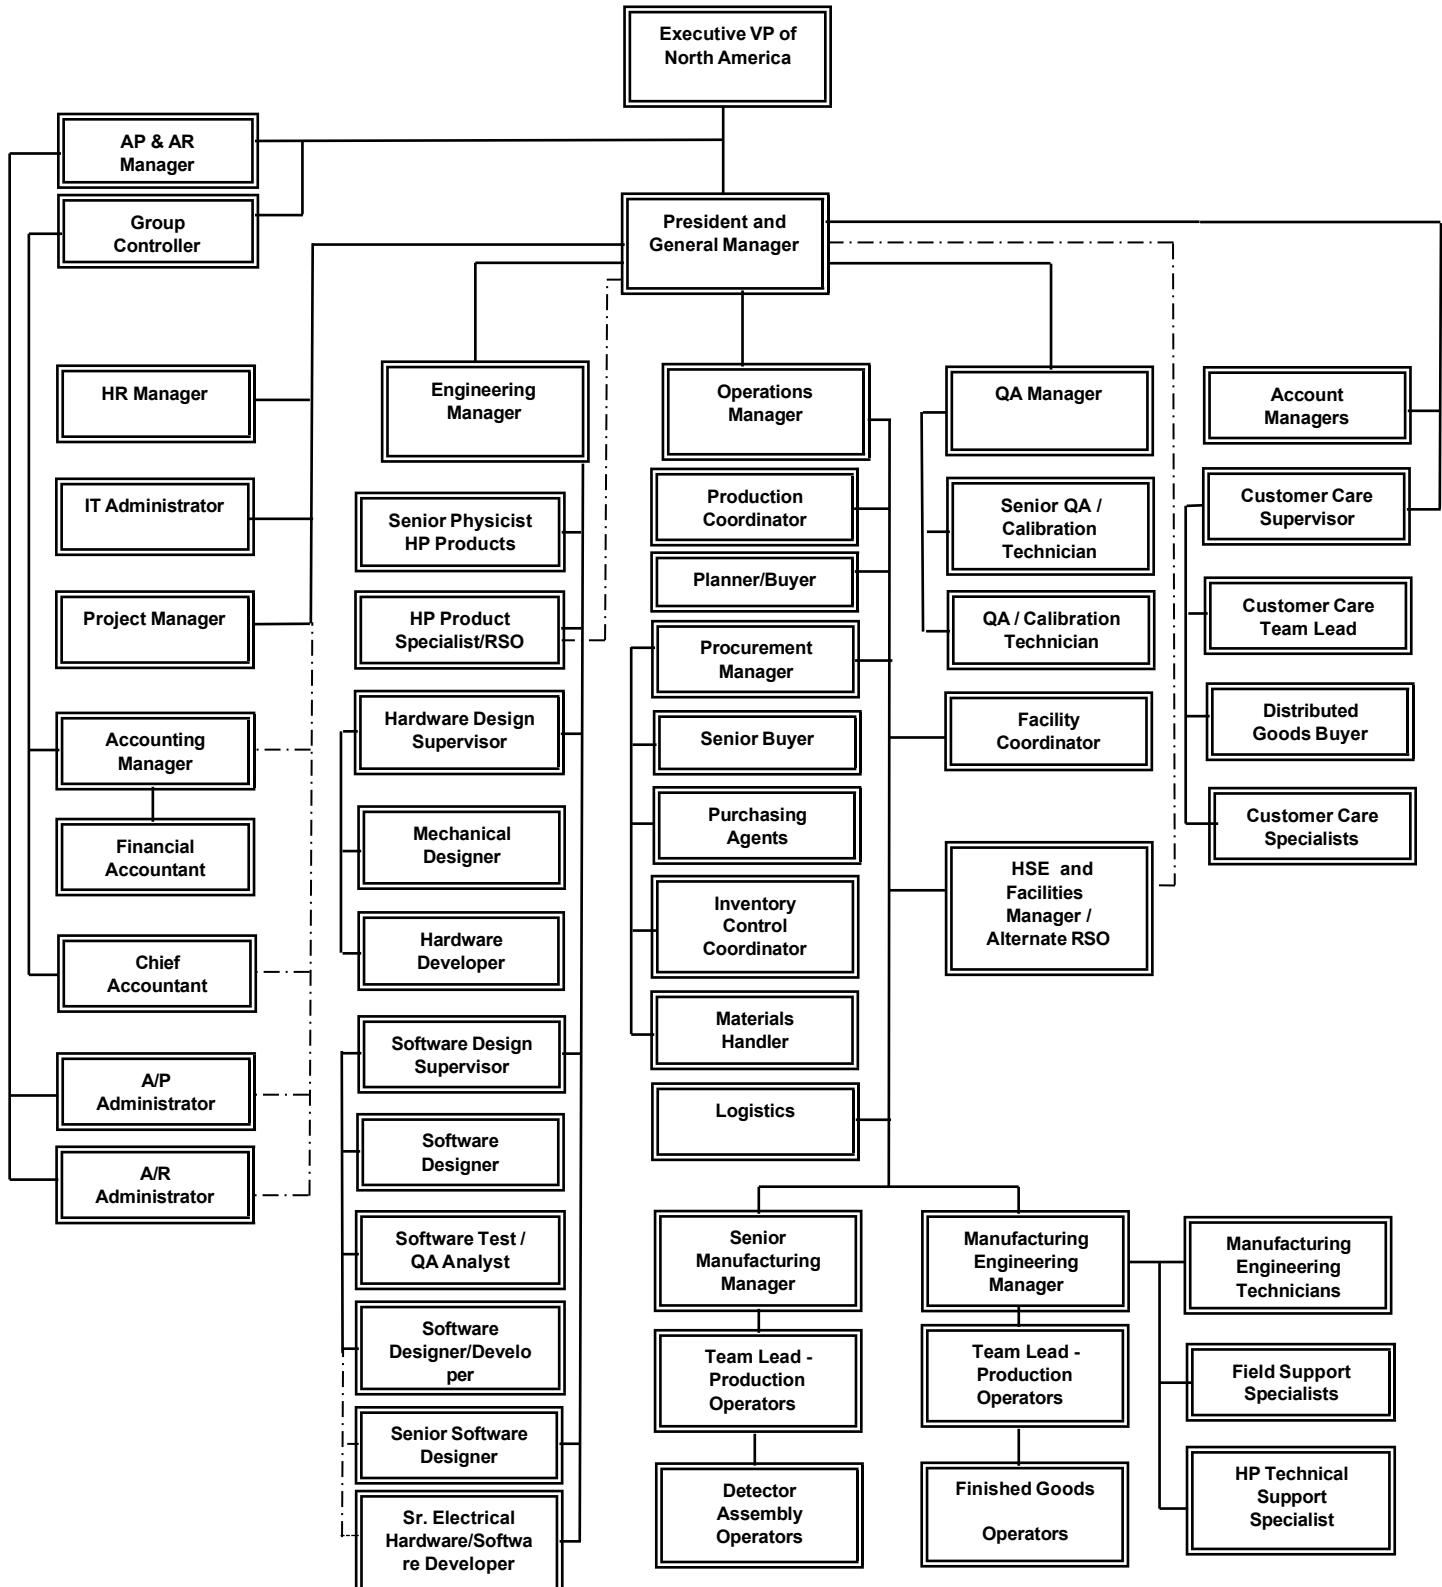 Executive VP of
North America
AP & AR
Manager
Group
Controller
President and
General Manager
HR Manager
Engineering
Manager
Operations
Manager
QA Manager
Account
Managers
IT Administrator
Senior Physicist
HP Products
Production
Coordinator
Senior QA /
Calibration
Technician
Customer Care
Supervisor
Planner/Buyer
Project Manager
HP Product
Specialist/RSO
Procurement
Manager
QA / Calibration
Technician
Customer Care
Team Lead
Accounting
Manager
Hardware Design
Supervisor
Senior Buyer
Facility
Coordinator
Distributed
Goods Buyer
Financial
Accountant
Mechanical
Designer
Purchasing
Agents
HSE and
Facilities
Manager /
Alternate RSO
Customer Care
Specialists
Chief
Accountant
Hardware
Developer
Inventory
Control
Coordinator
Materials
Handler
A/P
Administrator
Software Design
Supervisor
Logistics
A/R
Administrator
Software
Designer
Software Test /
QA Analyst
Senior
Manufacturing
Manager
Manufacturing
Engineering
Manager
Manufacturing
Engineering
Technicians
Software
Designer/Develo
per
Team Lead -
Production
Operators
Team Lead -
Production
Operators
Field Support
Specialists
Senior Software
Designer
Detector
Assembly
Operators
Finished Goods
Operators
HP Technical
Support
Specialist
Sr. Electrical
Hardware/Softwa
re Developer